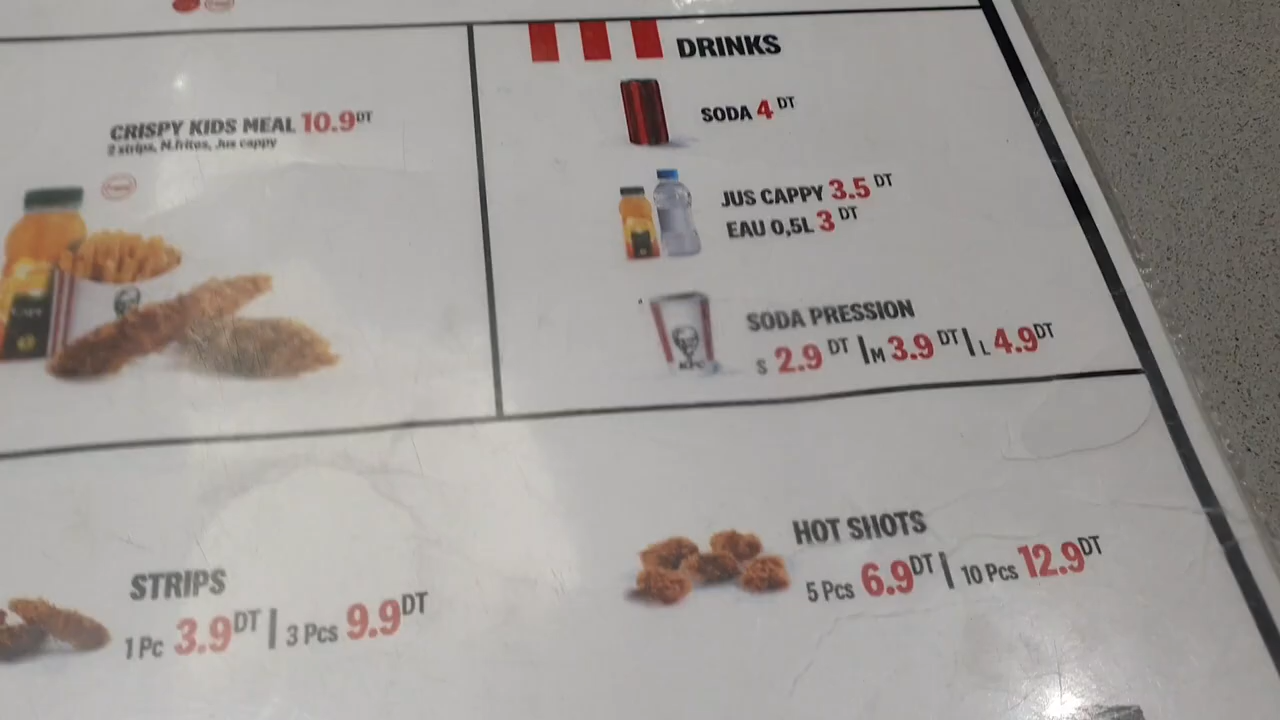 CRISPY KIDS MEAL 10.9DT
2 strips, M.frites, Jus cappy
DRINKS
SODA 4 DT
JUS CAPPY 3.5 DT
EAU 0,5L 3 DT
SODA PRESSION
S 2.9 DT | M 3.9 DT | L 4.9DT
KFC
STRIPS
1 Pc 3.9DT | 3 Pcs 9.9DT
HOT SHOTS
5 Pcs 6.9DT | 10 Pcs 12.9DT